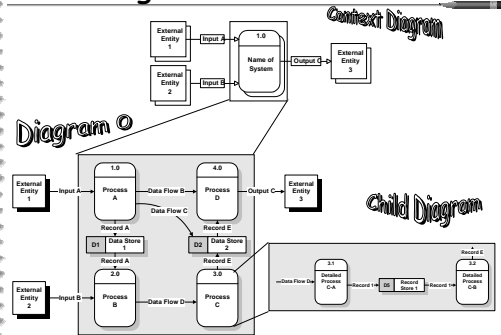 Context Diagram
External
Entity
1
Input A
External
Entity
2
Input B
1.0
Name of
System
Output C
External
Entity
3
Diagram 0
External
Entity
1
Input A
1.0
Process
A
Data Flow B
4.0
Process
D
Output C
External
Entity
3
Data Flow C
Record A
Record E
D1
Data Store
1
D2
Data Store
2
Record A
Record E
External
Entity
2
Input B
2.0
Process
B
Data Flow D
3.0
Process
C
Child Diagram
Data Flow D
3.1
Detailed
Process
C-A
Record 1
D5
Record
Store 1
Record 1
Record E
3.2
Detailed
Process
C-B